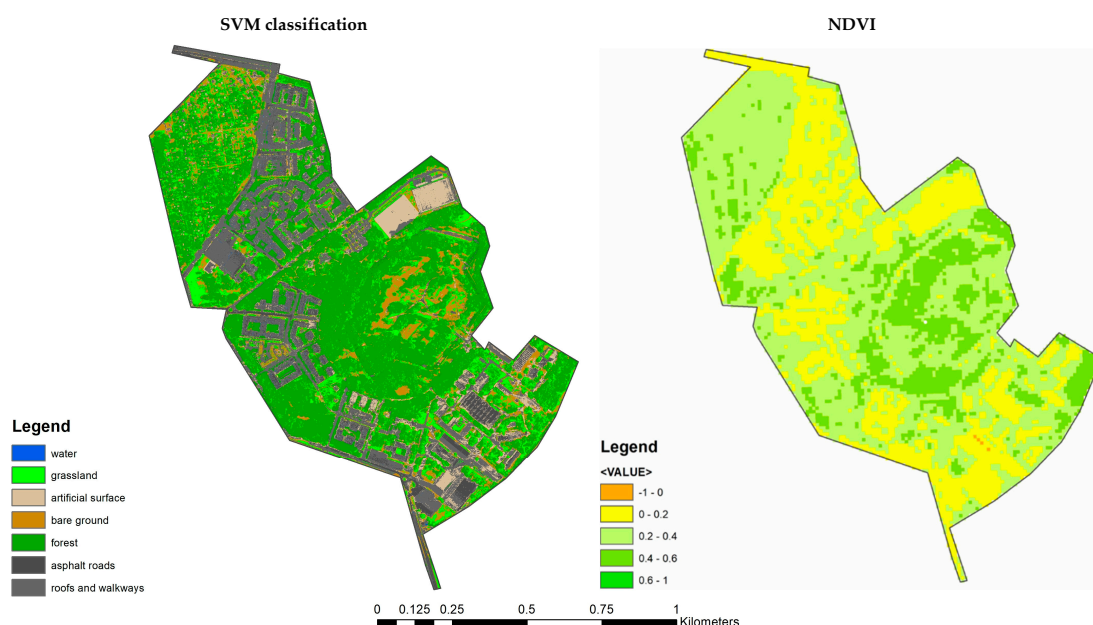 SVM classification
NDVI
Legend
water
grassland
artificial surface
bare ground
forest
asphalt roads
roofs and walkways
Legend
<VALUE>
-1 - 0
0 - 0.2
0.2 - 0.4
0.4 - 0.6
0.6 - 1
0 0.125 0.25 0.5 0.75 1
Kilometers